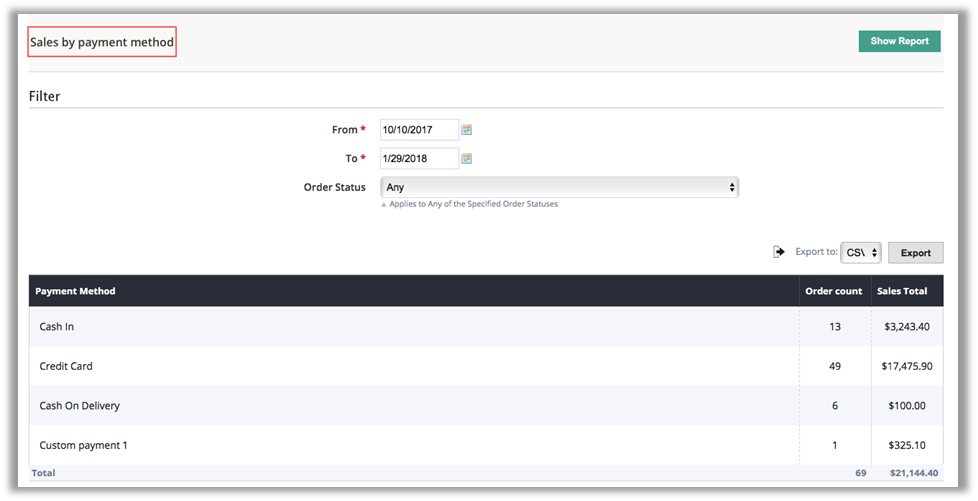 Sales by payment method
Show Report
Filter
From *
10/10/2017
To *
1/29/2018
Order Status
Any
Applies to Any of the Specified Order Statuses
Export to: CSV Export
Payment Method Order count Sales Total
Cash In 13 $3,243.40
Credit Card 49 $17,475.90
Cash On Delivery 6 $100.00
Custom payment 1 1 $325.10
Total 69 $21,144.40